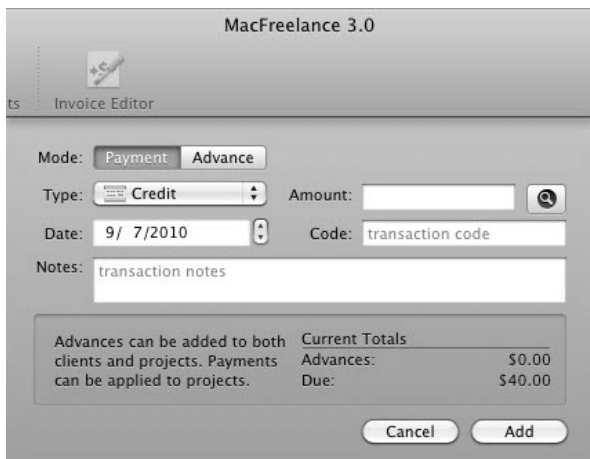 MacFreelance 3.0
ts Invoice Editor
Mode: Payment Advance
Type: Credit Amount:
Date: 9/ 7/2010 Code: transaction code
Notes: transaction notes
Advances can be added to both
clients and projects. Payments
can be applied to projects.
Current Totals
Advances: $0.00
Due: $40.00
Cancel Add